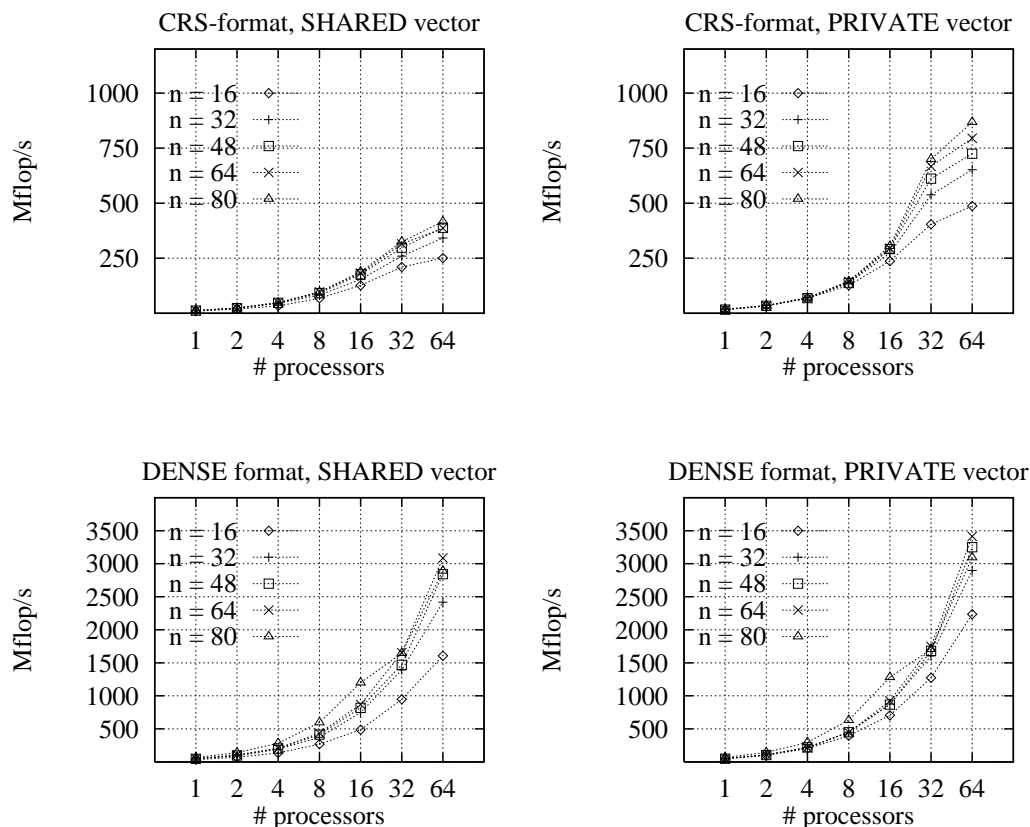 CRS-format, SHARED vector
1000
750
500
250
Mflop/s
n = 16
n = 32
n = 48
n = 64
n = 80
1 2 4 8 16 32 64
# processors
CRS-format, PRIVATE vector
1000
750
500
250
Mflop/s
n = 16
n = 32
n = 48
n = 64
n = 80
1 2 4 8 16 32 64
# processors
DENSE format, SHARED vector
3500
3000
2500
2000
1500
1000
500
Mflop/s
n = 16
n = 32
n = 48
n = 64
n = 80
1 2 4 8 16 32 64
# processors
DENSE format, PRIVATE vector
3500
3000
2500
2000
1500
1000
500
Mflop/s
n = 16
n = 32
n = 48
n = 64
n = 80
1 2 4 8 16 32 64
# processors